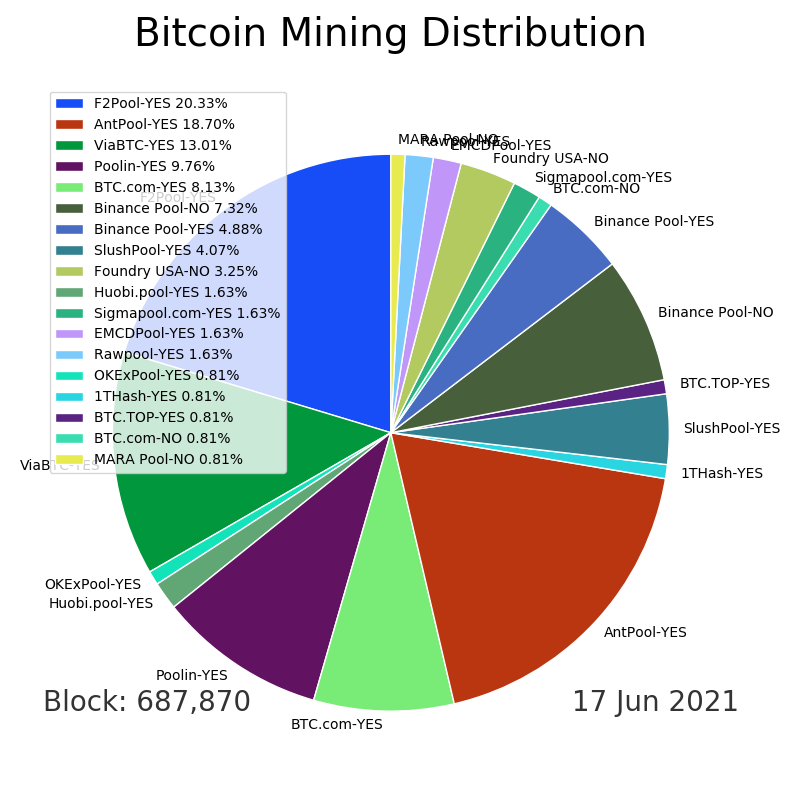 Bitcoin Mining Distribution
F2Pool-YES 20.33%
AntPool-YES 18.70%
ViaBTC-YES 13.01%
Poolin-YES 9.76%
BTC.com-YES 8.13%
Binance Pool-NO 7.32%
Binance Pool-YES 4.88%
SlushPool-YES 4.07%
Foundry USA-NO 3.25%
Huobi.pool-YES 1.63%
Sigmapool.com-YES 1.63%
EMCDPool-YES 1.63%
Rawpool-YES 1.63%
OKExPool-YES 0.81%
1THash-YES 0.81%
BTC.TOP-YES 0.81%
BTC.com-NO 0.81%
MARA Pool-NO 0.81%
MARA Pool-NO
Rawpool-YES
EMCDPool-YES
Foundry USA-NO
Sigmapool.com-YES
BTC.com-NO
F2Pool-YES
Binance Pool-YES
Binance Pool-NO
BTC.TOP-YES
SlushPool-YES
ViaBTC-YES
1THash-YES
OKExPool-YES
Huobi.pool-YES
AntPool-YES
Poolin-YES
BTC.com-YES
Block: 687,870
17 Jun 2021